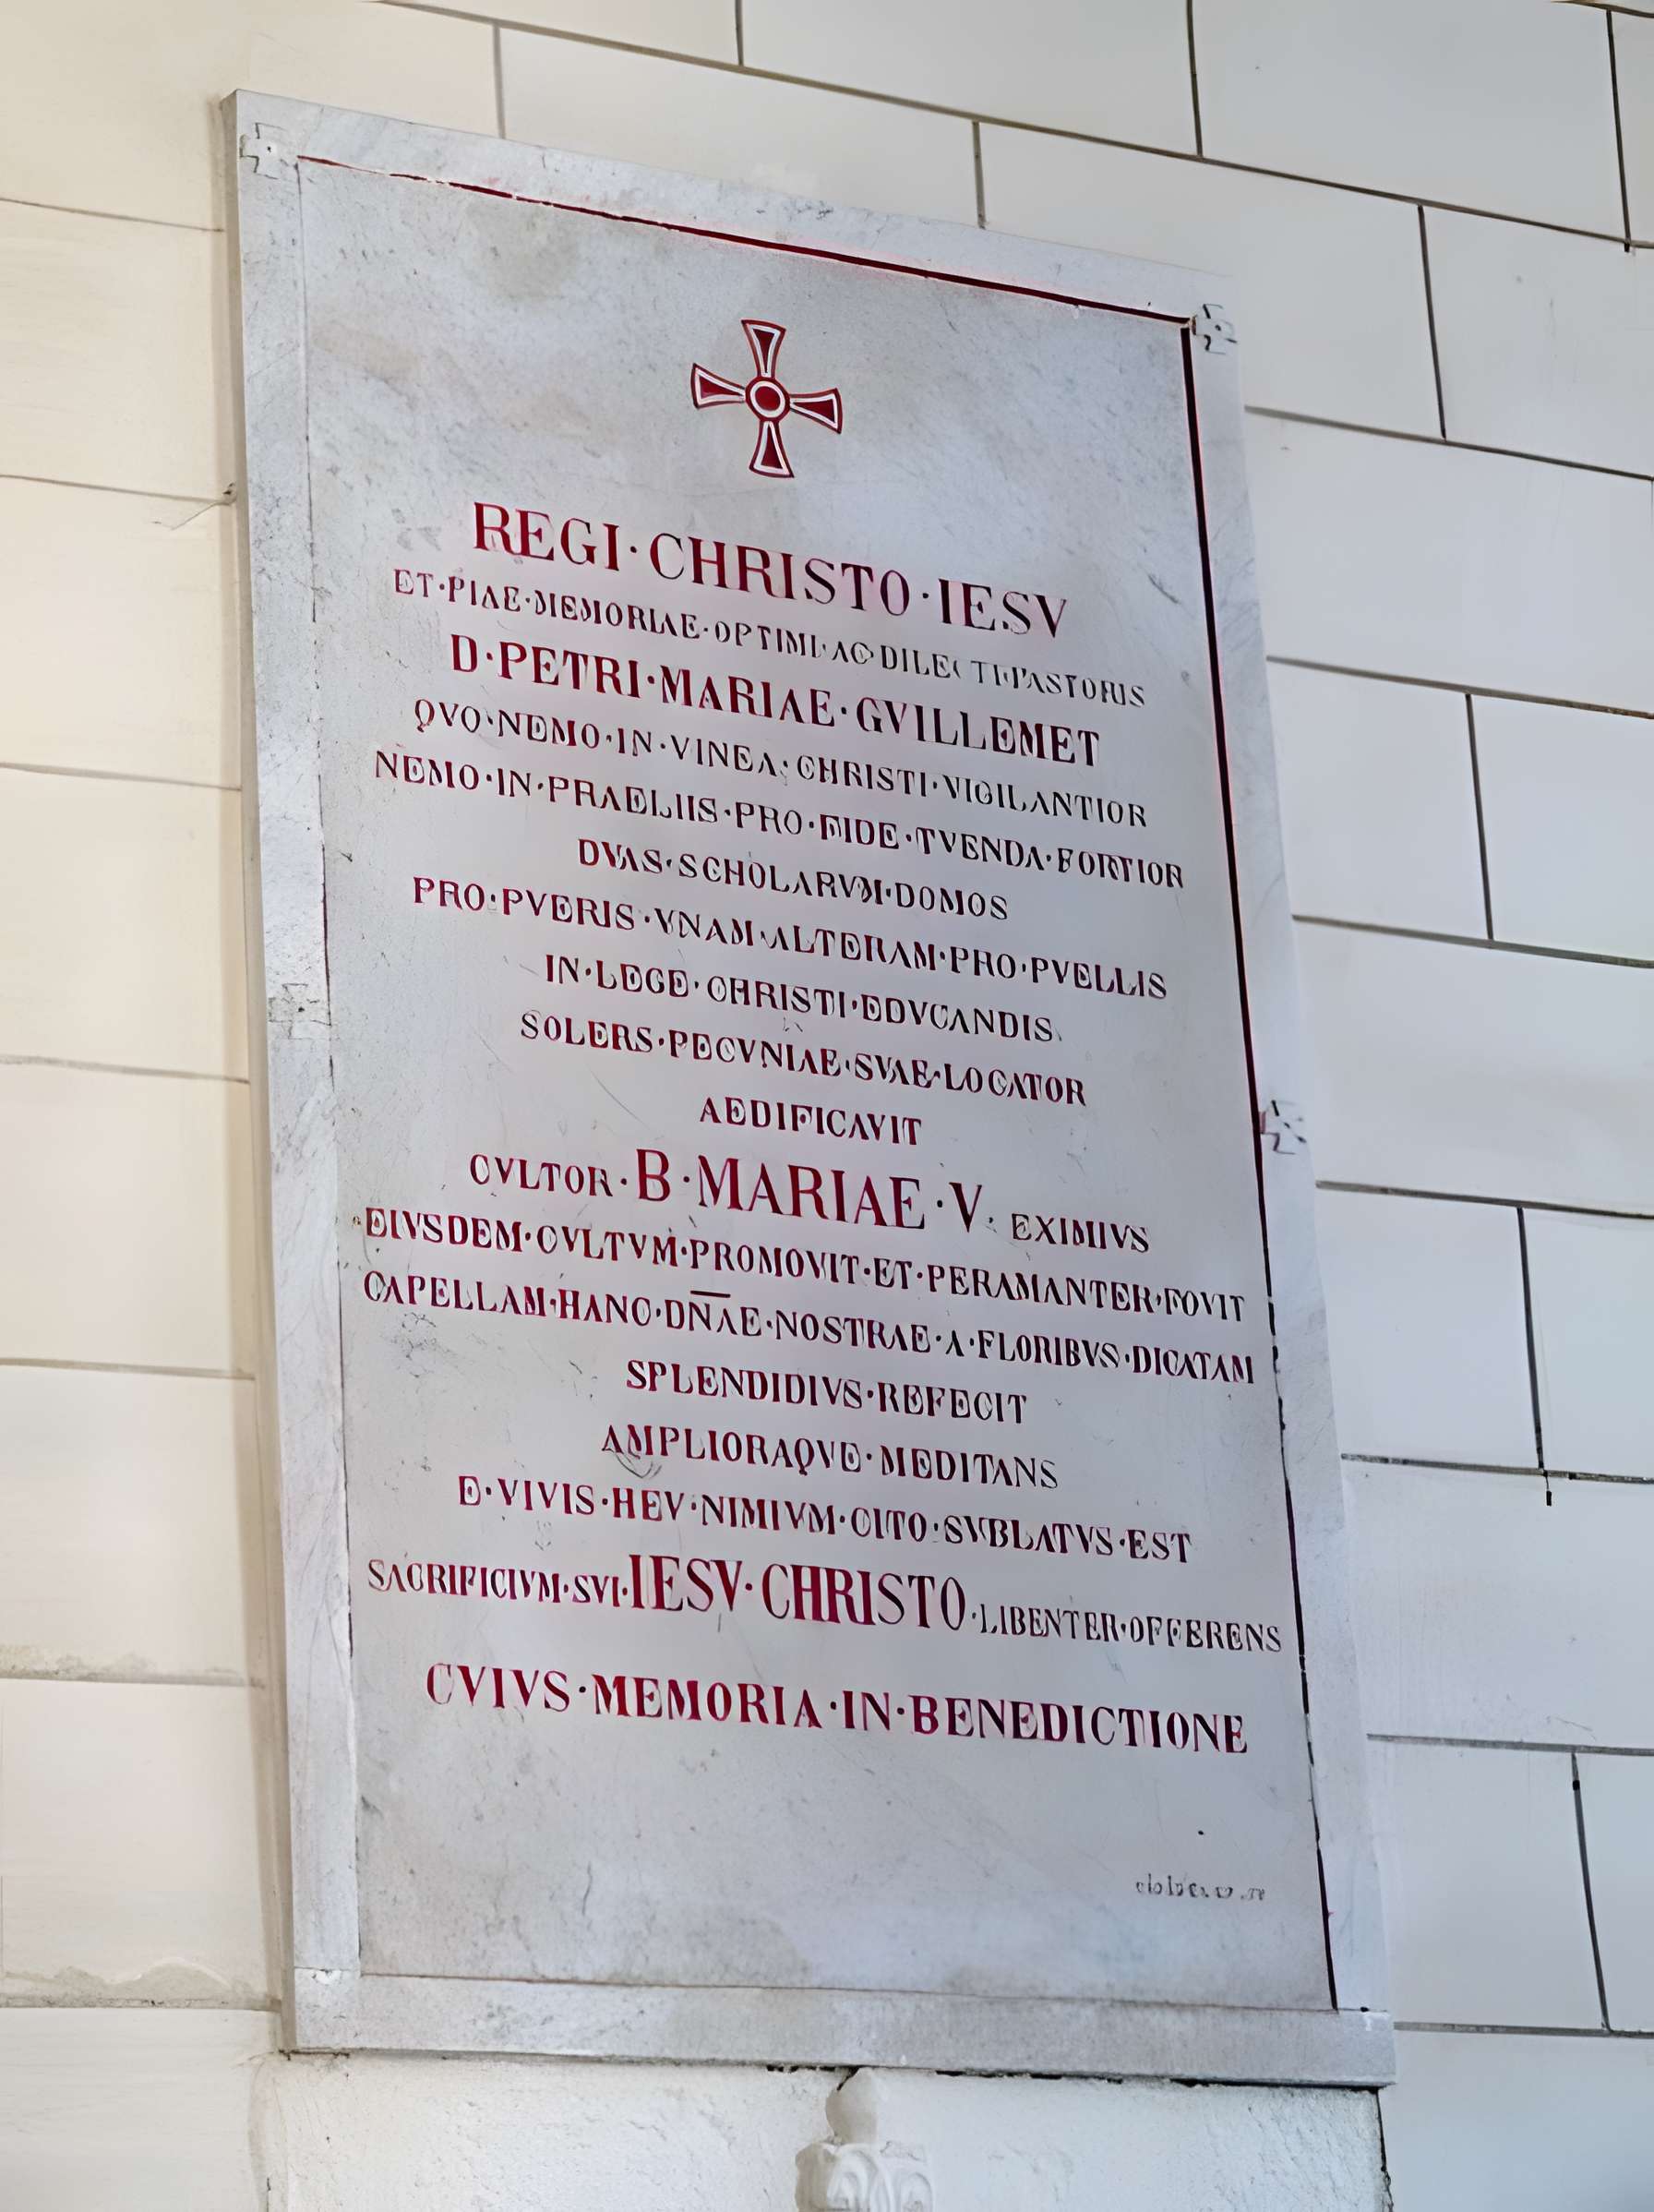 REGI·CHRISTO·IESV
ET·PIAE·MEMORIAE·OPTIMI·AC·DILECTI·PASTORIS
D·PETRI·MARIAE·GVILLEMET
QVO·NEMO·IN·VINEA·CHRISTI·VIGILANTIOR
NEMO·IN·PRAELIIS·PRO·FIDE·TVENDA·FORTIOR
DVAS·SCHOLARVM·DOMOS
PRO·PVERIS·VNAM·ALTERAM·PRO·PVELLIS
IN·LEGE·CHRISTI·EDVCANDIS
SOLERS·PECVNIAE·SVAE·LOCATOR
AEDIFICAVIT
CVLTOR·B·MARIAE·V·EXIMIVS
EIVSDEM·CVLTVM·PROMOVIT·ET·PERAMANTER·FOVIT
CAPELLAM·HANC·DN̅A̅E·NOSTRAE·A·FLORIBVS·DICATAM
SPLENDIDIVS·REFECIT
AMPLIORAQVE·MEDITANS
E·VIVIS·HEV·NIMIVM·CITO·SVBLATVS·EST
SACRIFICIVM·SVI·IESV·CHRISTO·LIBENTER·OFFERENS
CVIVS·MEMORIA·IN·BENEDICTIONE